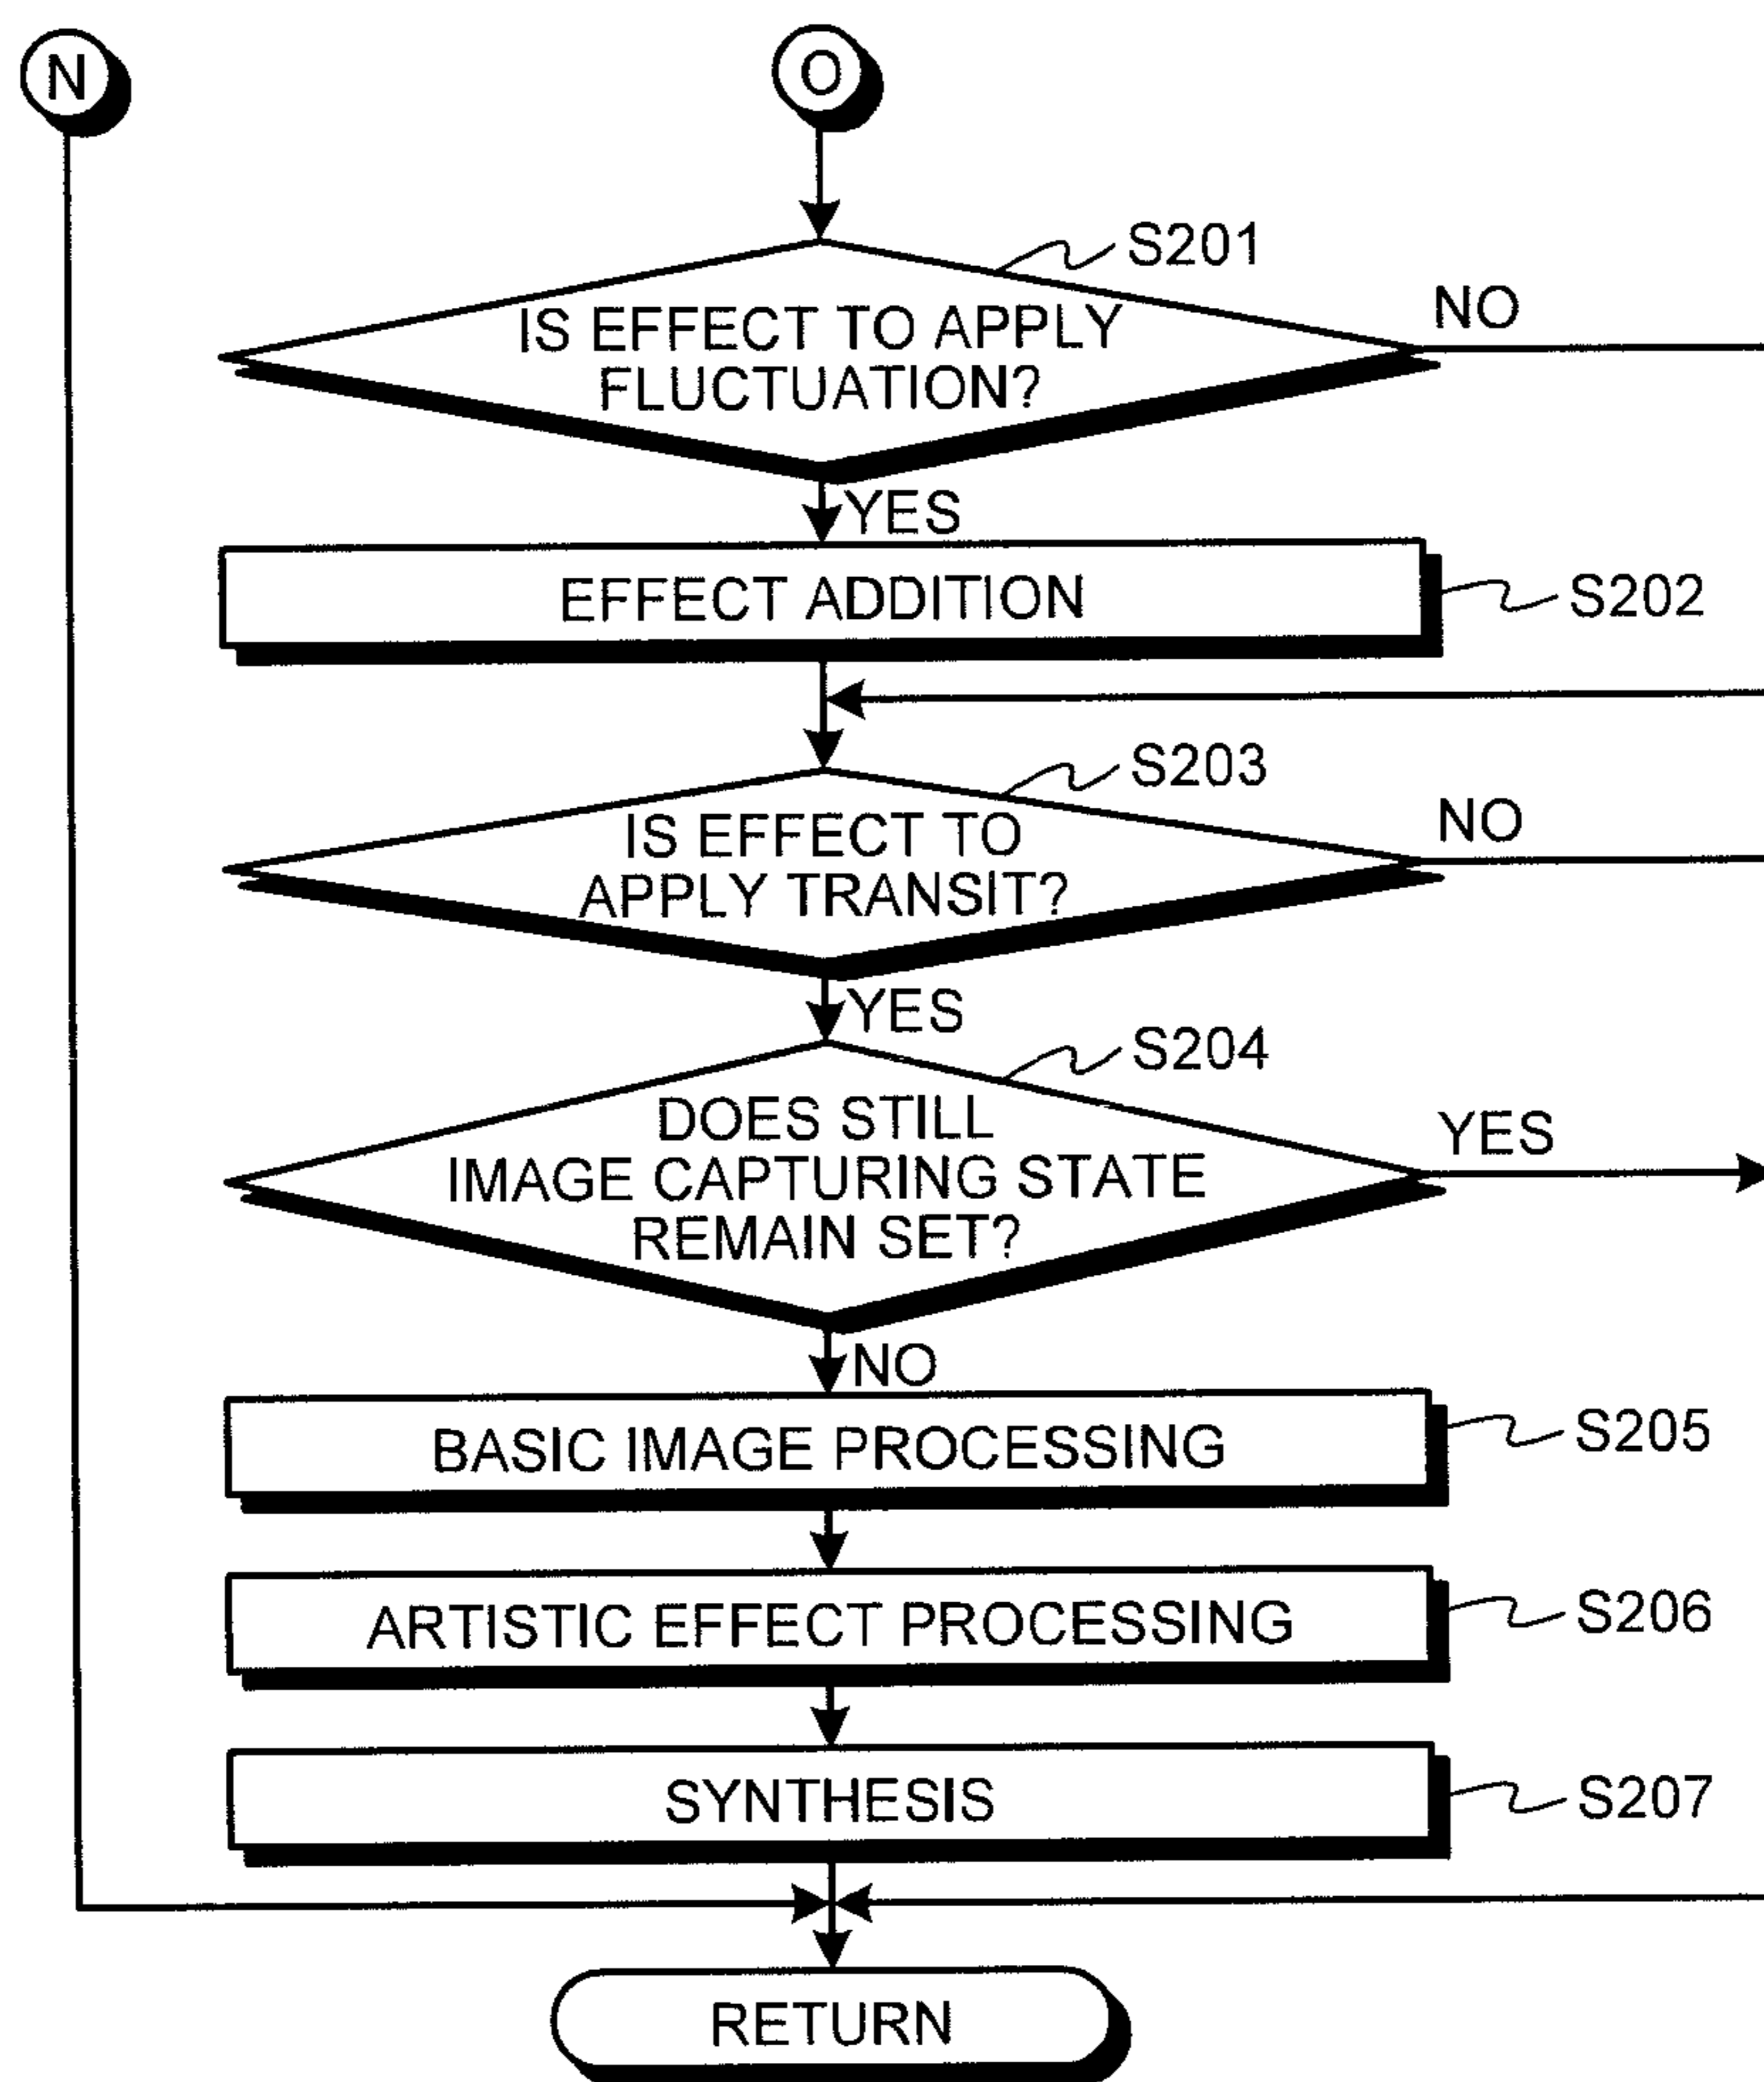 N
O
S201
IS EFFECT TO APPLY
FLUCTUATION?
NO
YES
EFFECT ADDITION
S202
S203
IS EFFECT TO
APPLY TRANSIT?
NO
YES
S204
DOES STILL
IMAGE CAPTURING STATE
REMAIN SET?
YES
NO
BASIC IMAGE PROCESSING
S205
ARTISTIC EFFECT PROCESSING
S206
SYNTHESIS
S207
RETURN